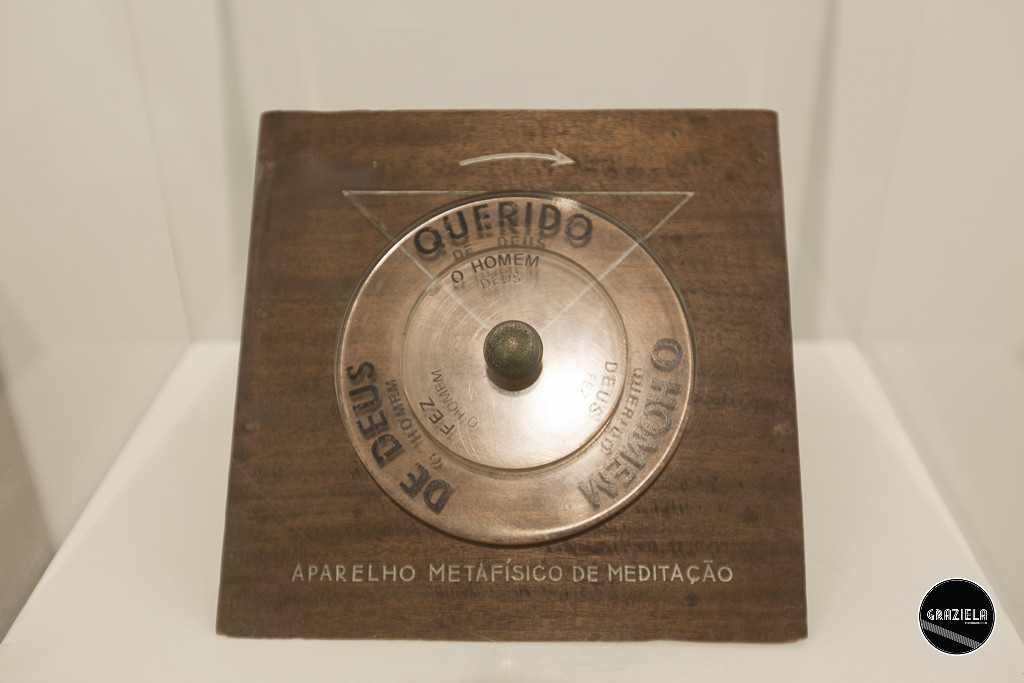 QUERIDO
DE DEUS
O HOMEM
DEUS
O HOMEM
QUERIDO
DEUS
FEZ
DE DEUS
O HOMEM
FEZ
O HOMEM
APARELHO METAFÍSICO DE MEDITAÇÃO
GRAZIELA